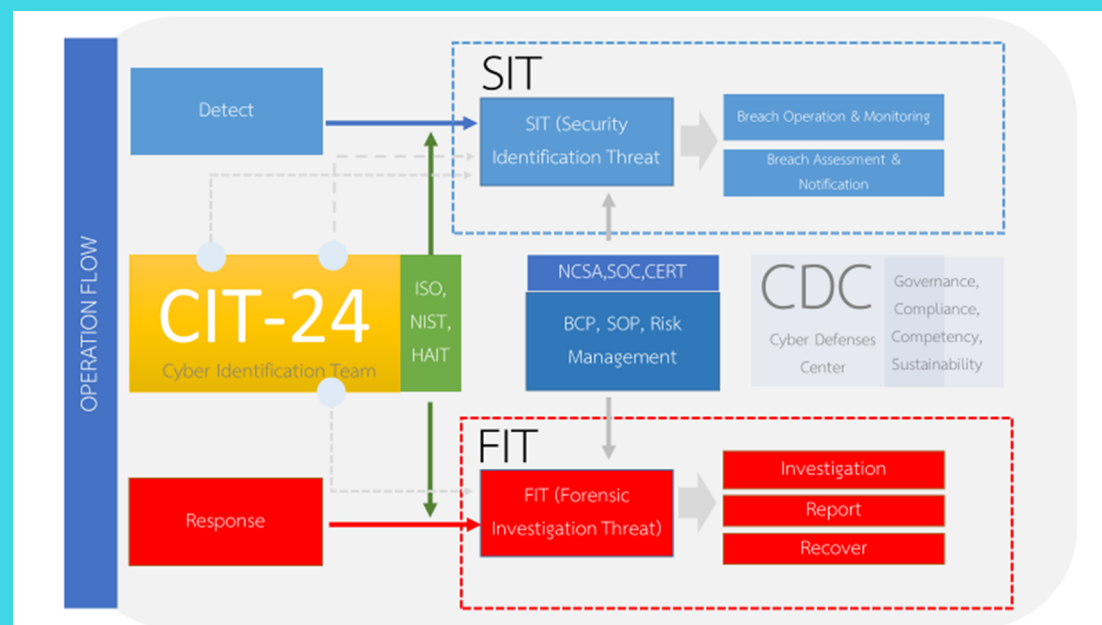 OPERATION FLOW
Detect
SIT
SIT (Security
Identification Threat
Breach Operation & Monitoring
Breach Assessment &
Notification
CIT-24
Cyber Identification Team
ISO,
NIST,
HAIT
NCSA,SOC,CERT
BCP, SOP, Risk
Management
CDC
Cyber Defenses
Center
Governance,
Compliance,
Competency,
Sustainability
Response
FIT
FIT (Forensic
Investigation Threat)
Investigation
Report
Recover